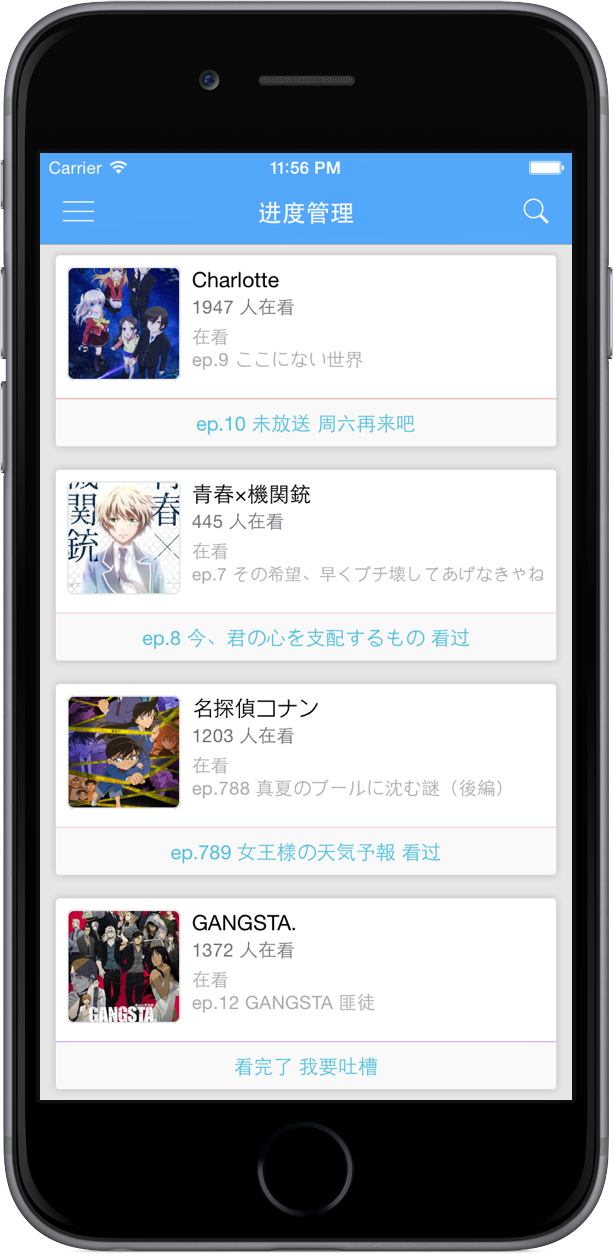 Carrier 11:56 PM
进度管理
Charlotte
1947 人在看
在看
ep.9 ここにない世界
ep.10 未放送 周六再来吧
機関銃 青春×
青春×機関銃
445 人在看
在看
ep.7 その希望、早くブチ壊してあげなきゃね
ep.8 今、君の心を支配するもの 看过
名探偵コナン
1203 人在看
在看
ep.788 真夏のプールに沈む謎（後編）
ep.789 女王様の天気予報 看过
GANGSTA.
GANGSTA.
1372 人在看
在看
ep.12 GANGSTA 匪徒
看完了 我要吐槽